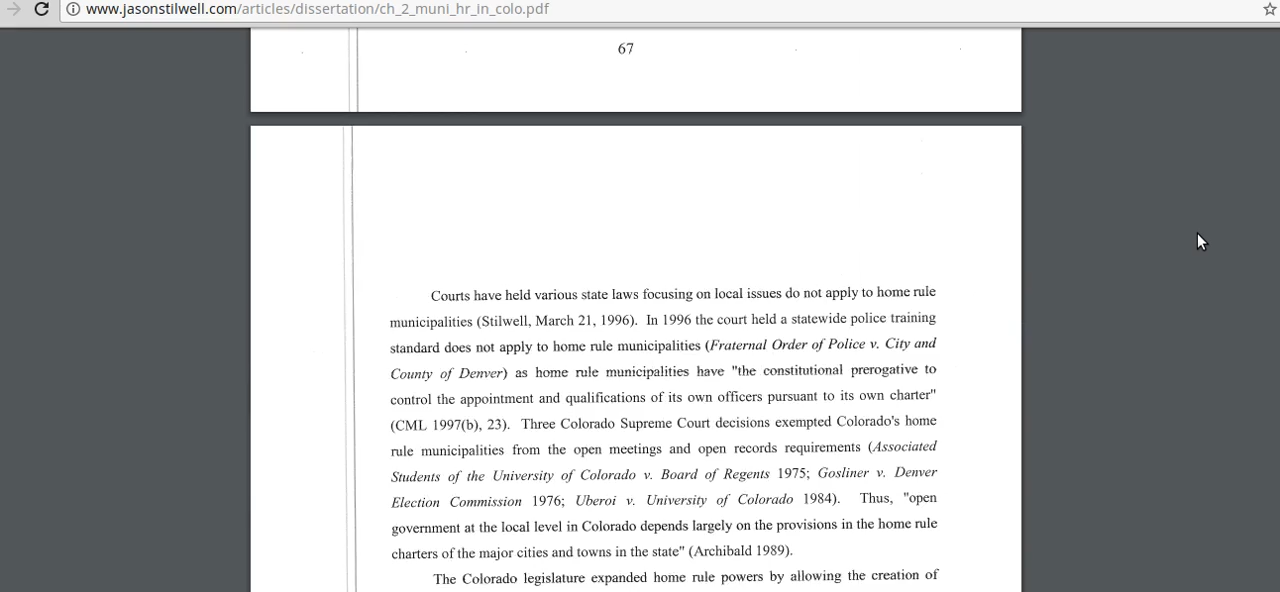 www.jasonstilwell.com/articles/dissertation/ch_2_muni_hr_in_colo.pdf
67
Courts have held various state laws focusing on local issues do not apply to home rule
municipalities (Stilwell, March 21, 1996). In 1996 the court held a statewide police training
standard does not apply to home rule municipalities (Fraternal Order of Police v. City and
County of Denver) as home rule municipalities have "the constitutional prerogative to
control the appointment and qualifications of its own officers pursuant to its own charter"
(CML 1997(b), 23). Three Colorado Supreme Court decisions exempted Colorado's home
rule municipalities from the open meetings and open records requirements (Associated
Students of the University of Colorado v. Board of Regents 1975; Gosliner v. Denver
Election Commission 1976; Uberoi v. University of Colorado 1984). Thus, "open
government at the local level in Colorado depends largely on the provisions in the home rule
charters of the major cities and towns in the state" (Archibald 1989).
The Colorado legislature expanded home rule powers by allowing the creation of